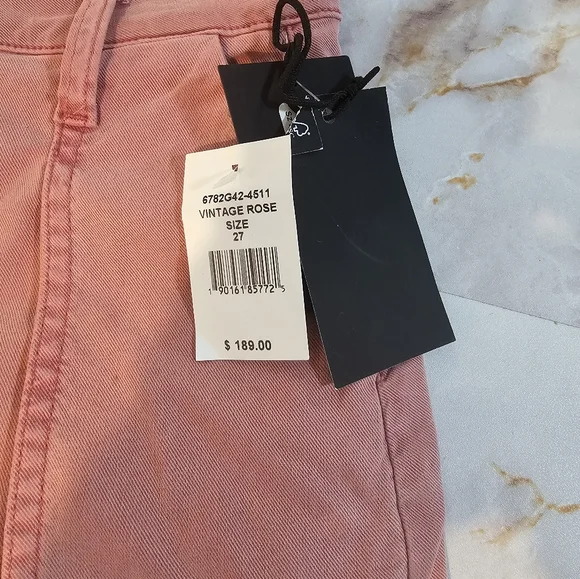 6782G42-4511
VINTAGE ROSE
SIZE
27
1 90161 85772 5
$ 189.00